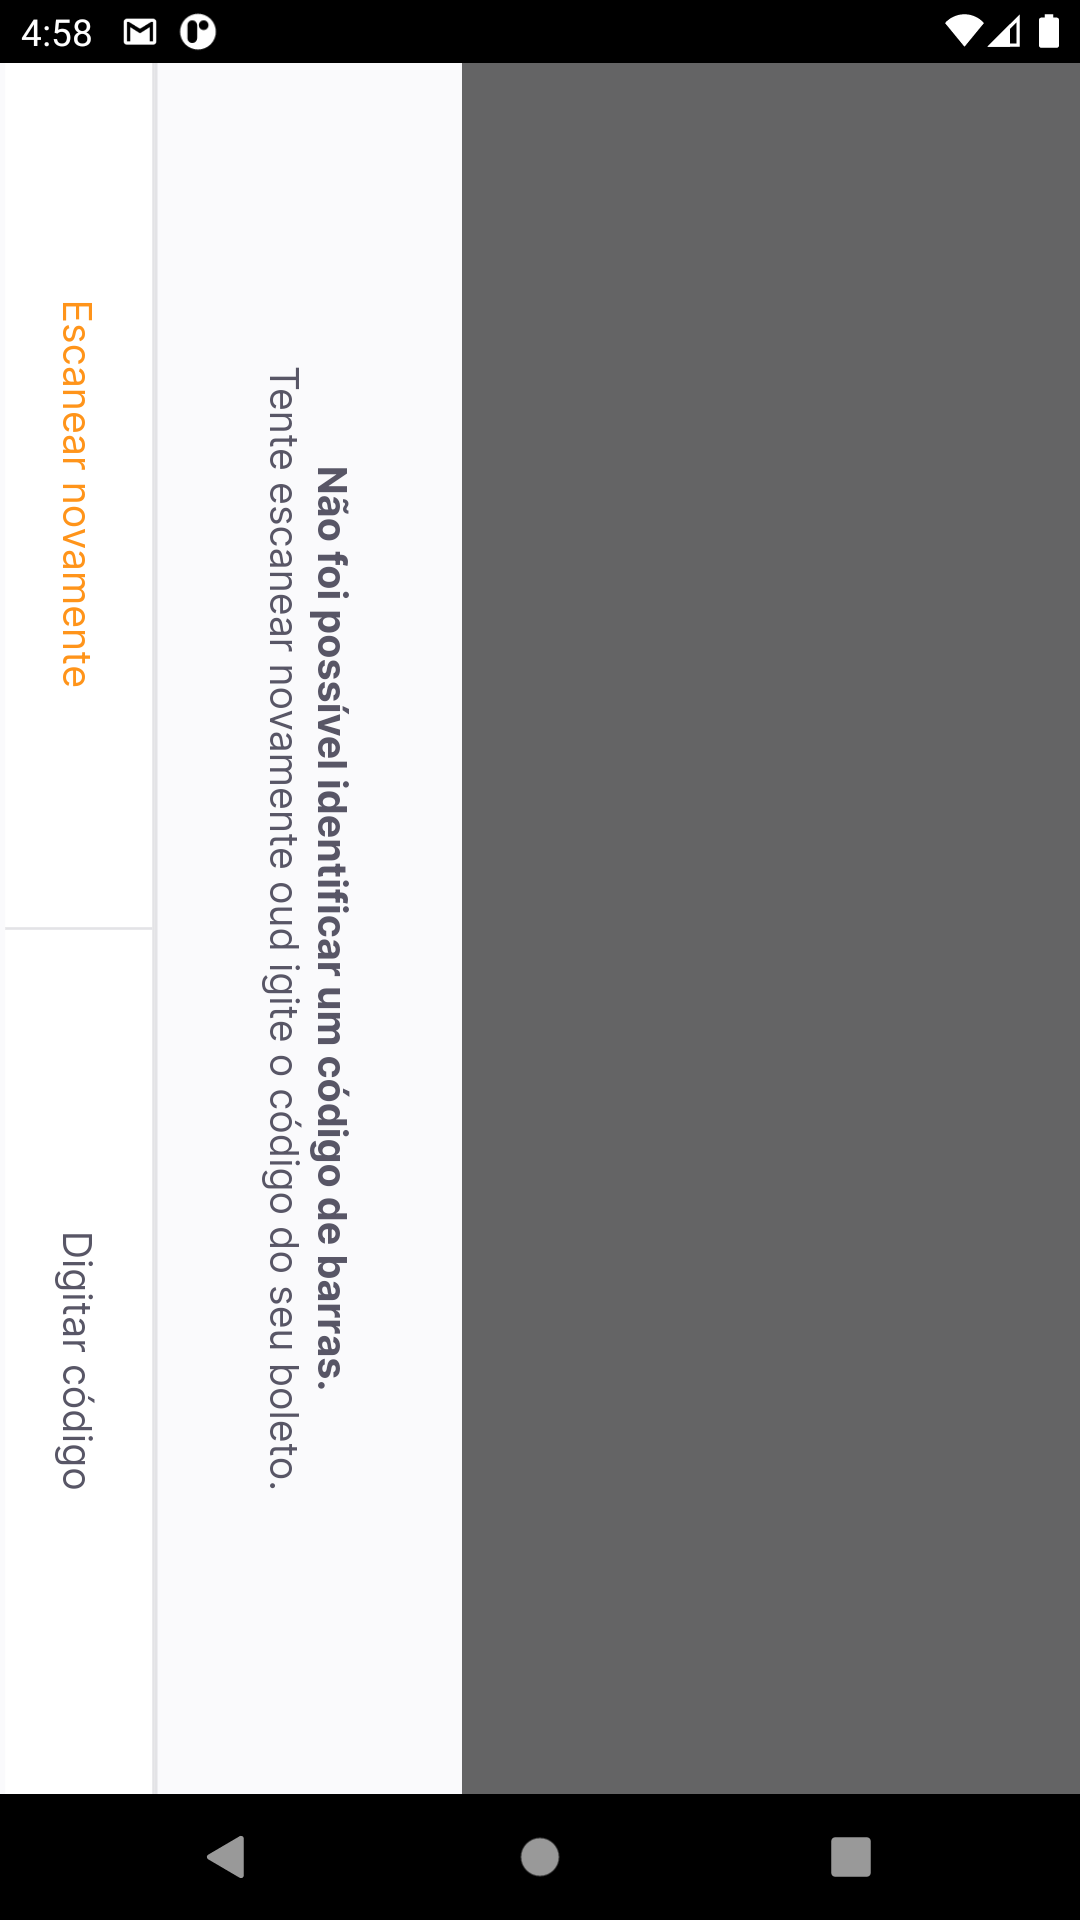 4:58
Não foi possível identificar um código de barras.
Tente escanear novamente oud igite o código do seu boleto.
Escanear novamente
Digitar código